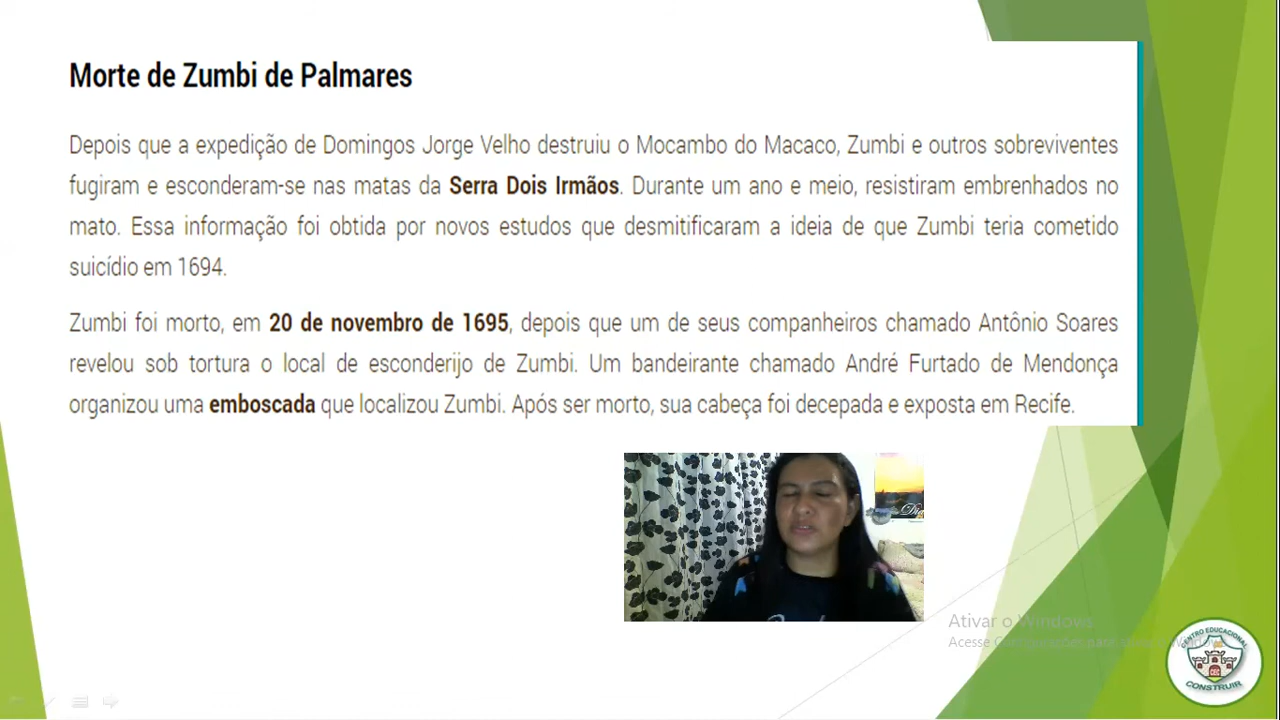 Morte de Zumbi de Palmares
Depois que a expedição de Domingos Jorge Velho destruiu o Mocambo do Macaco, Zumbi e outros sobreviventes
fugiram e esconderam-se nas matas da Serra Dois Irmãos. Durante um ano e meio, resistiram embrenhados no
mato. Essa informação foi obtida por novos estudos que desmitificaram a ideia de que Zumbi teria cometido
suicídio em 1694.
Zumbi foi morto, em 20 de novembro de 1695, depois que um de seus companheiros chamado Antônio Soares
revelou sob tortura o local de esconderijo de Zumbi. Um bandeirante chamado André Furtado de Mendonça
organizou uma emboscada que localizou Zumbi. Após ser morto, sua cabeça foi decepada e exposta em Recife.
Ativar o Windows
Acesse
CENTRO EDUCACIONAL
CEC
CONSTRUIR